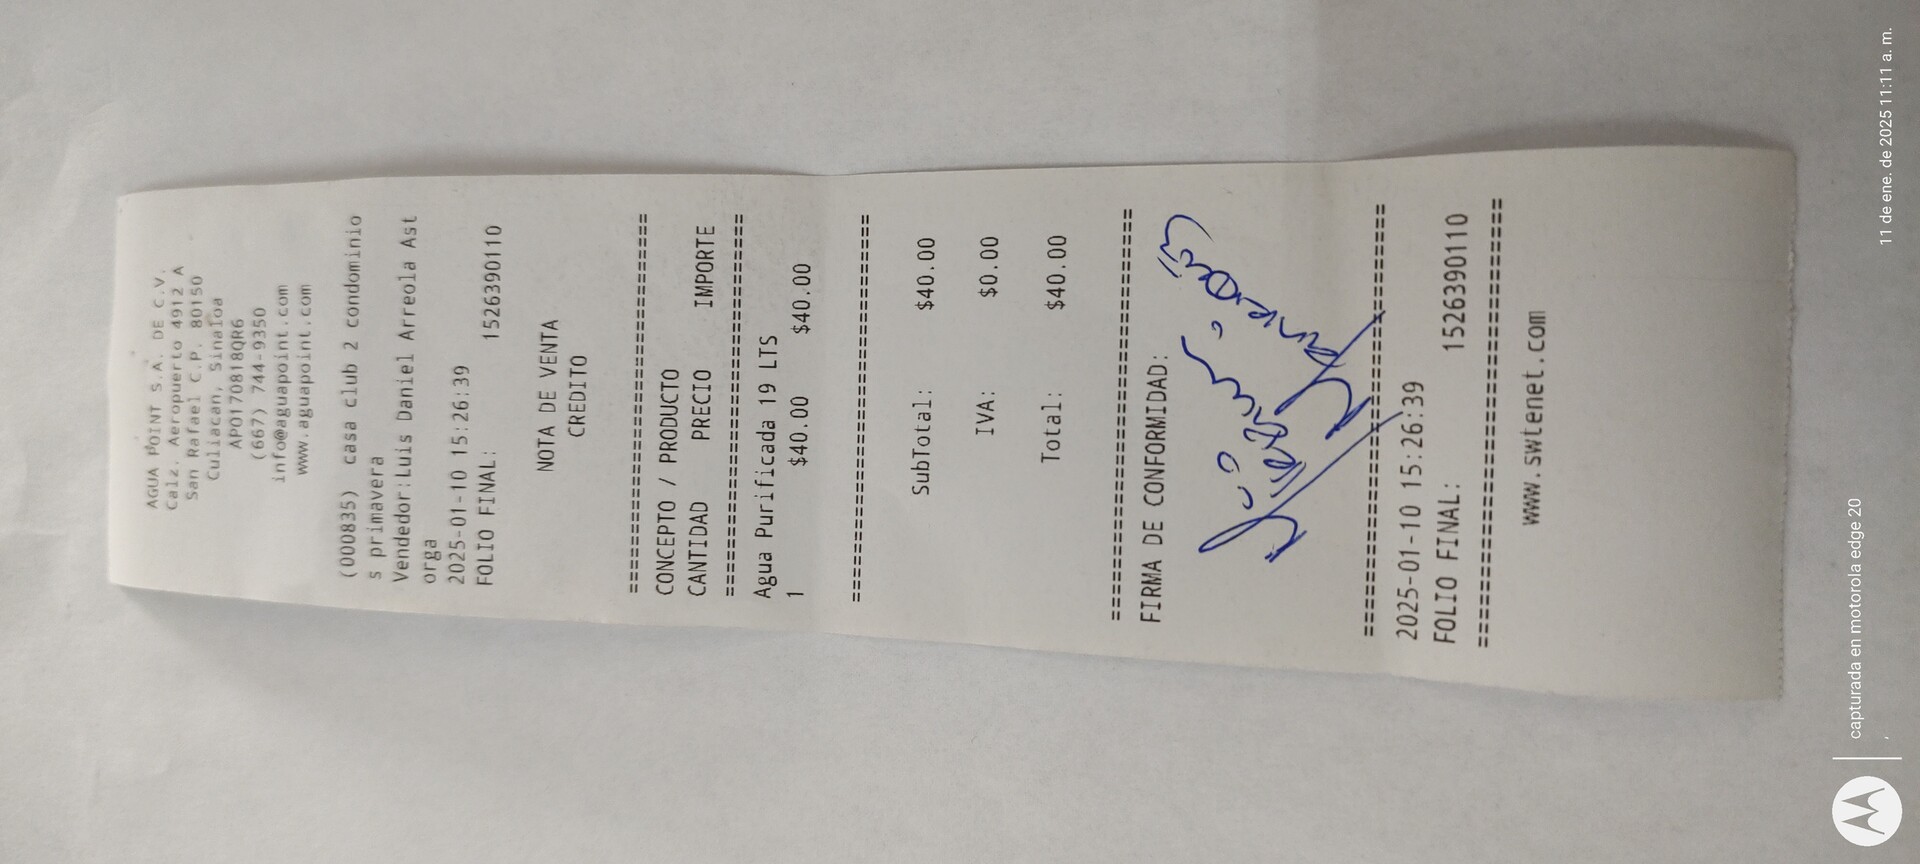 AGUA POINT S.A. DE C.V.
Calz. Aeropuerto 4912 A
San Rafael C.P. 80150
Culiacan, Sinaloa
APO170818QR6
(667) 744-9350
info@aguapoint.com
www.aguapoint.com
(000835) casa club 2 condominio
s primavera
Vendedor:Luis Daniel Arreola Ast
orga
2025-01-10 15:26:39
FOLIO FINAL: 1526390110
NOTA DE VENTA
CREDITO
================================
CONCEPTO / PRODUCTO
CANTIDAD PRECIO IMPORTE
================================
Agua Purificada 19 LTS
1 $40.00 $40.00
================================
SubTotal: $40.00
IVA: $0.00
Total: $40.00
================================
FIRMA DE CONFORMIDAD:
================================
2025-01-10 15:26:39
FOLIO FINAL: 1526390110
================================
www.swtenet.com
capturada en motorola edge 20
11 de ene. de 2025 11:11 a. m.